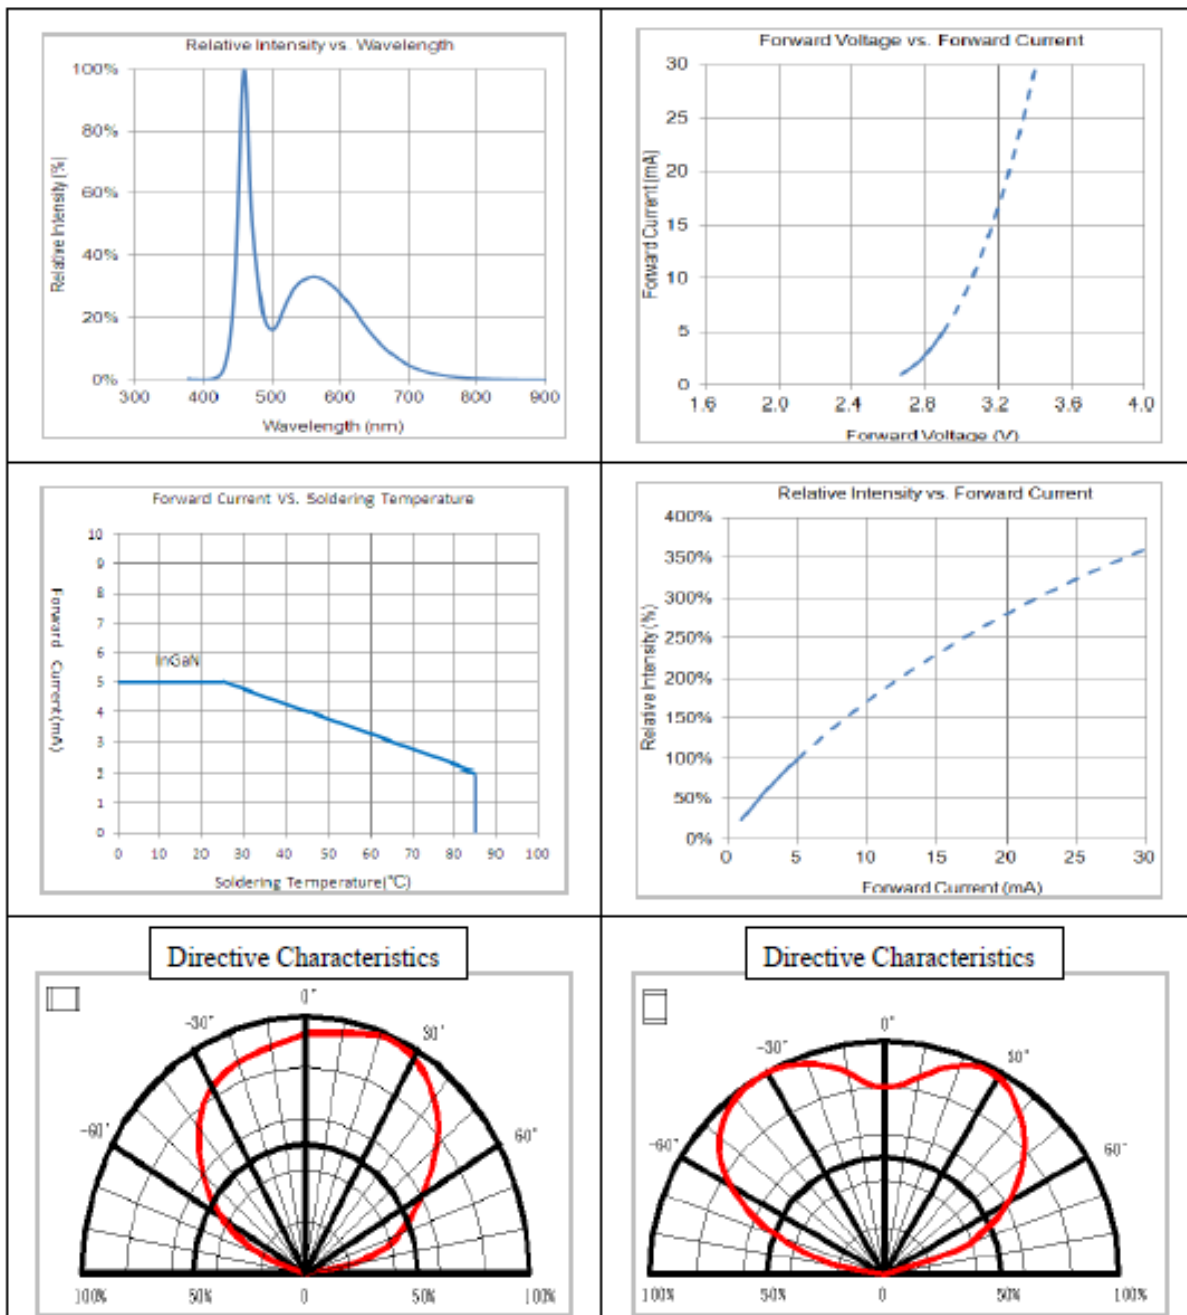 Relative Intensity vs. Wavelength
100%
80%
60%
40%
20%
0%
Relative Intensity (%)
300 400 500 600 700 800 900
Wavelength (nm)
Forward Voltage vs. Forward Current
30
25
20
15
10
5
0
Forward Current (mA)
1.6 2.0 2.4 2.8 3.2 3.6 4.0
Forward Voltage (V)
Forward Current VS. Soldering Temperature
10
9
8
7
6
5
4
3
2
1
0
Forward Current(mA)
InGaN
0 10 20 30 40 50 60 70 80 90 100
Soldering Temperature(℃)
Relative Intensity vs. Forward Current
400%
350%
300%
250%
200%
150%
100%
50%
0%
Relative Intensity (%)
0 5 10 15 20 25 30
Forward Current (mA)
Directive Characteristics
0°
-30° 30°
-60° 60°
100% 50% 0 50% 100%
Directive Characteristics
0°
-30° 30°
-60° 60°
100% 50% 0 50% 100%